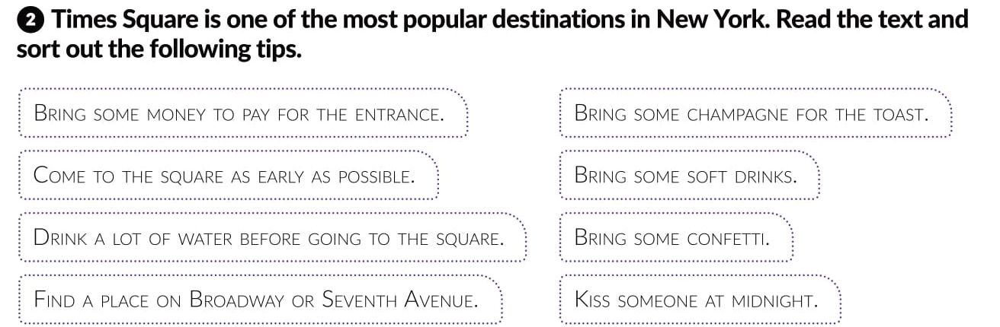 2 Times Square is one of the most popular destinations in New York. Read the text and
sort out the following tips.
Bring some money to pay for the entrance.
Come to the square as early as possible.
Drink a lot of water before going to the square.
Find a place on Broadway or Seventh Avenue.
Bring some champagne for the toast.
Bring some soft drinks.
Bring some confetti.
Kiss someone at midnight.